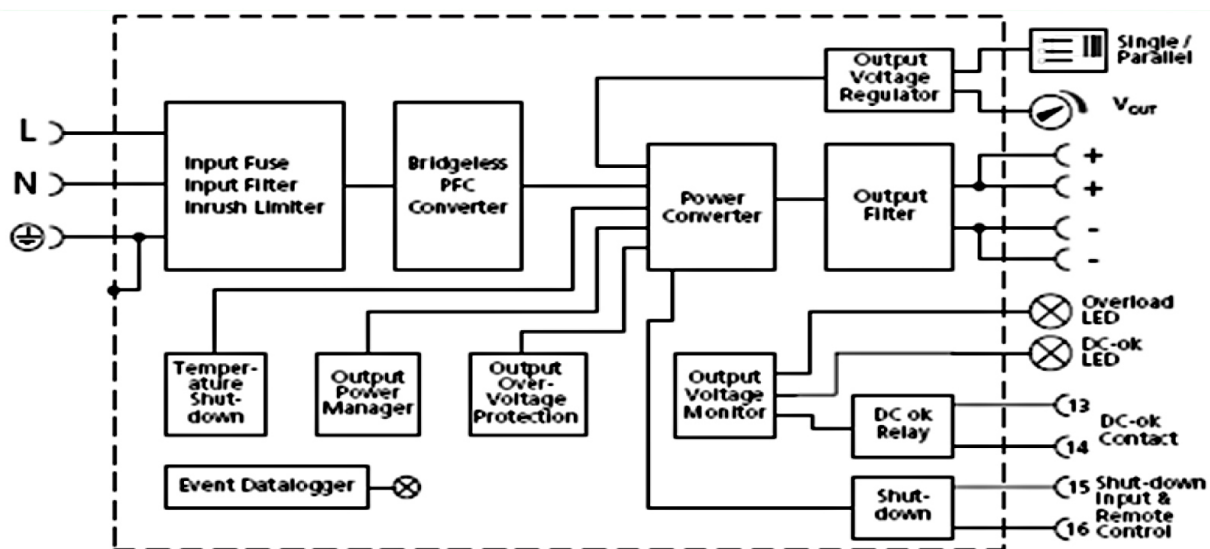 Single /
Parallel
Output
Voltage
Regulator
VOUT
L
N
Input Fuse
Input Filter
Inrush Limiter
Bridgeless
PFC
Converter
Power
Converter
Output
Filter
+
+
-
-
Overload
LED
DC-ok
LED
Temper-
ature
Shut-
down
Output
Power
Manager
Output
Over-
Voltage
Protection
Output
Voltage
Monitor
DC ok
Relay
13
14
DC-ok
Contact
Event Datalogger
Shut-
down
15
16
Shut-down
Input &
Remote
Control